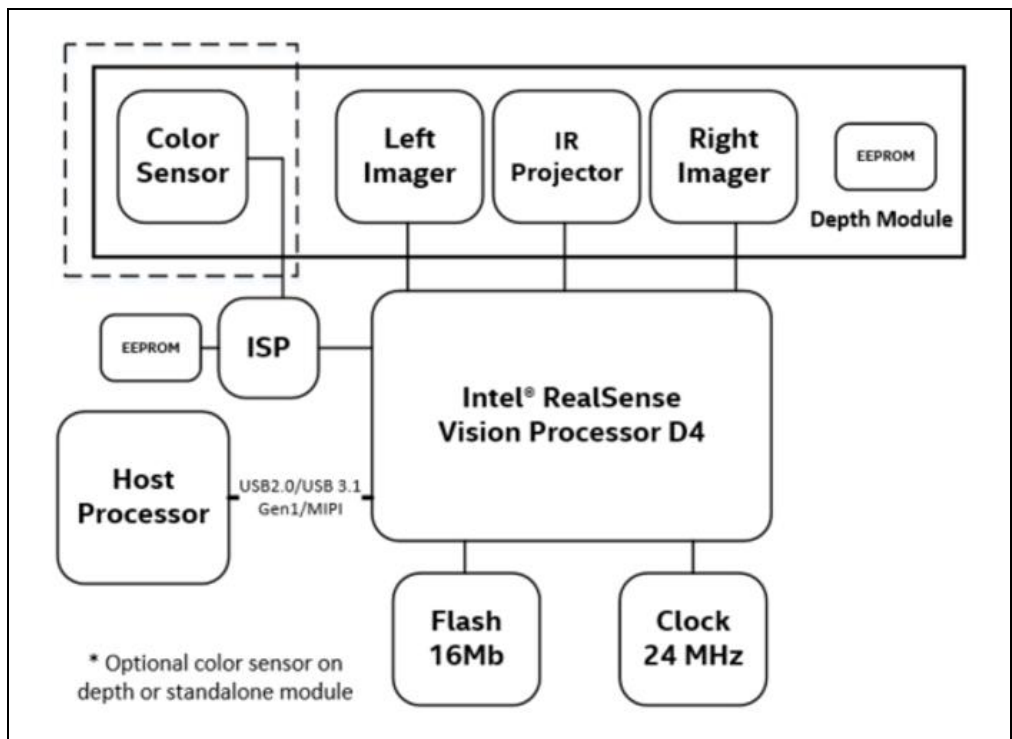 Color
Sensor
Left
Imager
IR
Projector
Right
Imager
EEPROM
Depth Module
EEPROM
ISP
Intel® RealSense
Vision Processor D4
Host
Processor
USB2.0/USB 3.1
Gen1/MIPI
Flash
16Mb
Clock
24 MHz
* Optional color sensor on
depth or standalone module